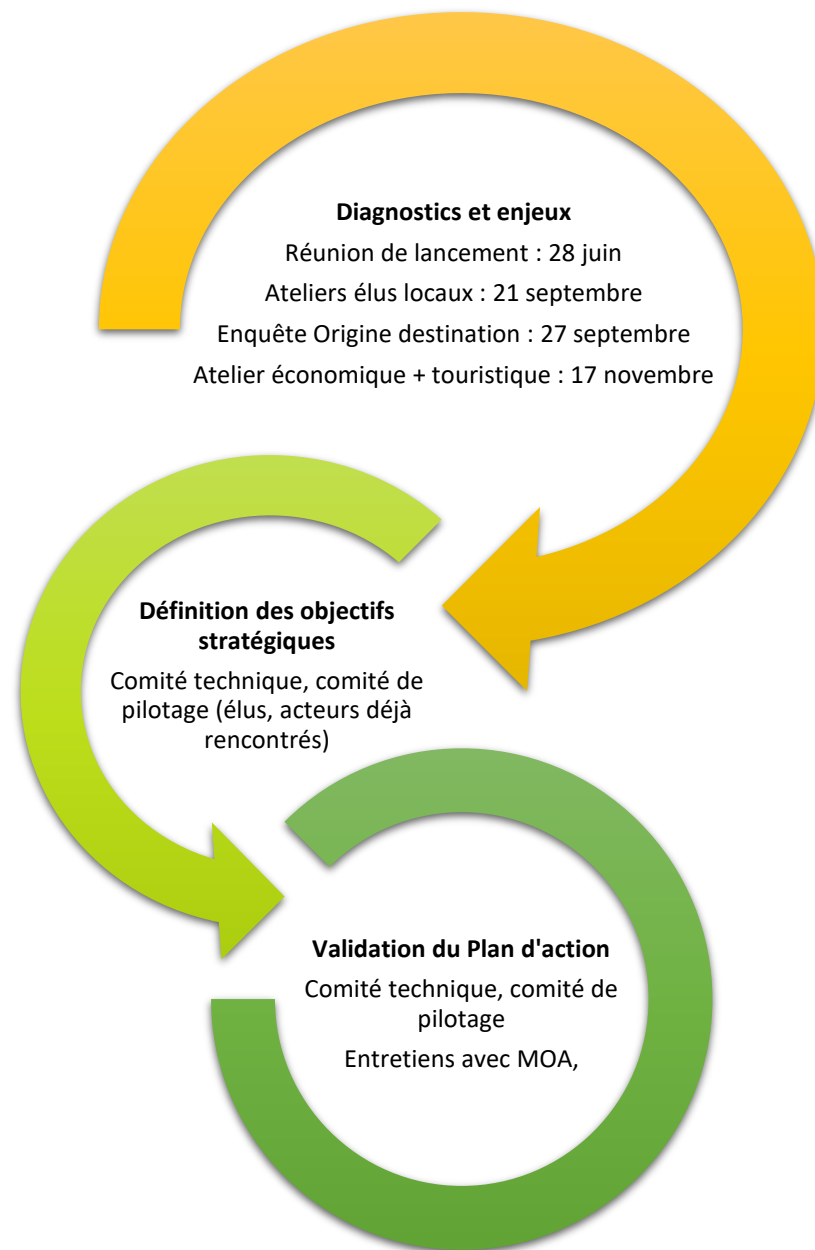 Diagnostics et enjeux
Réunion de lancement : 28 juin
Ateliers élus locaux : 21 septembre
Enquête Origine destination : 27 septembre
Atelier économique + touristique : 17 novembre
Définition des objectifs
stratégiques
Comité technique, comité de
pilotage (élus, acteurs déjà
rencontrés)
Validation du Plan d'action
Comité technique, comité de
pilotage
Entretiens avec MOA,